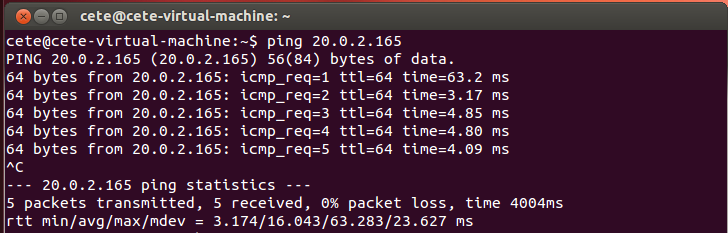 cete@cete-virtual-machine: ~
cete@cete-virtual-machine:~$ ping 20.0.2.165
PING 20.0.2.165 (20.0.2.165) 56(84) bytes of data.
64 bytes from 20.0.2.165: icmp_req=1 ttl=64 time=63.2 ms
64 bytes from 20.0.2.165: icmp_req=2 ttl=64 time=3.17 ms
64 bytes from 20.0.2.165: icmp_req=3 ttl=64 time=4.85 ms
64 bytes from 20.0.2.165: icmp_req=4 ttl=64 time=4.80 ms
64 bytes from 20.0.2.165: icmp_req=5 ttl=64 time=4.09 ms
^C
--- 20.0.2.165 ping statistics ---
5 packets transmitted, 5 received, 0% packet loss, time 4004ms
rtt min/avg/max/mdev = 3.174/16.043/63.283/23.627 ms